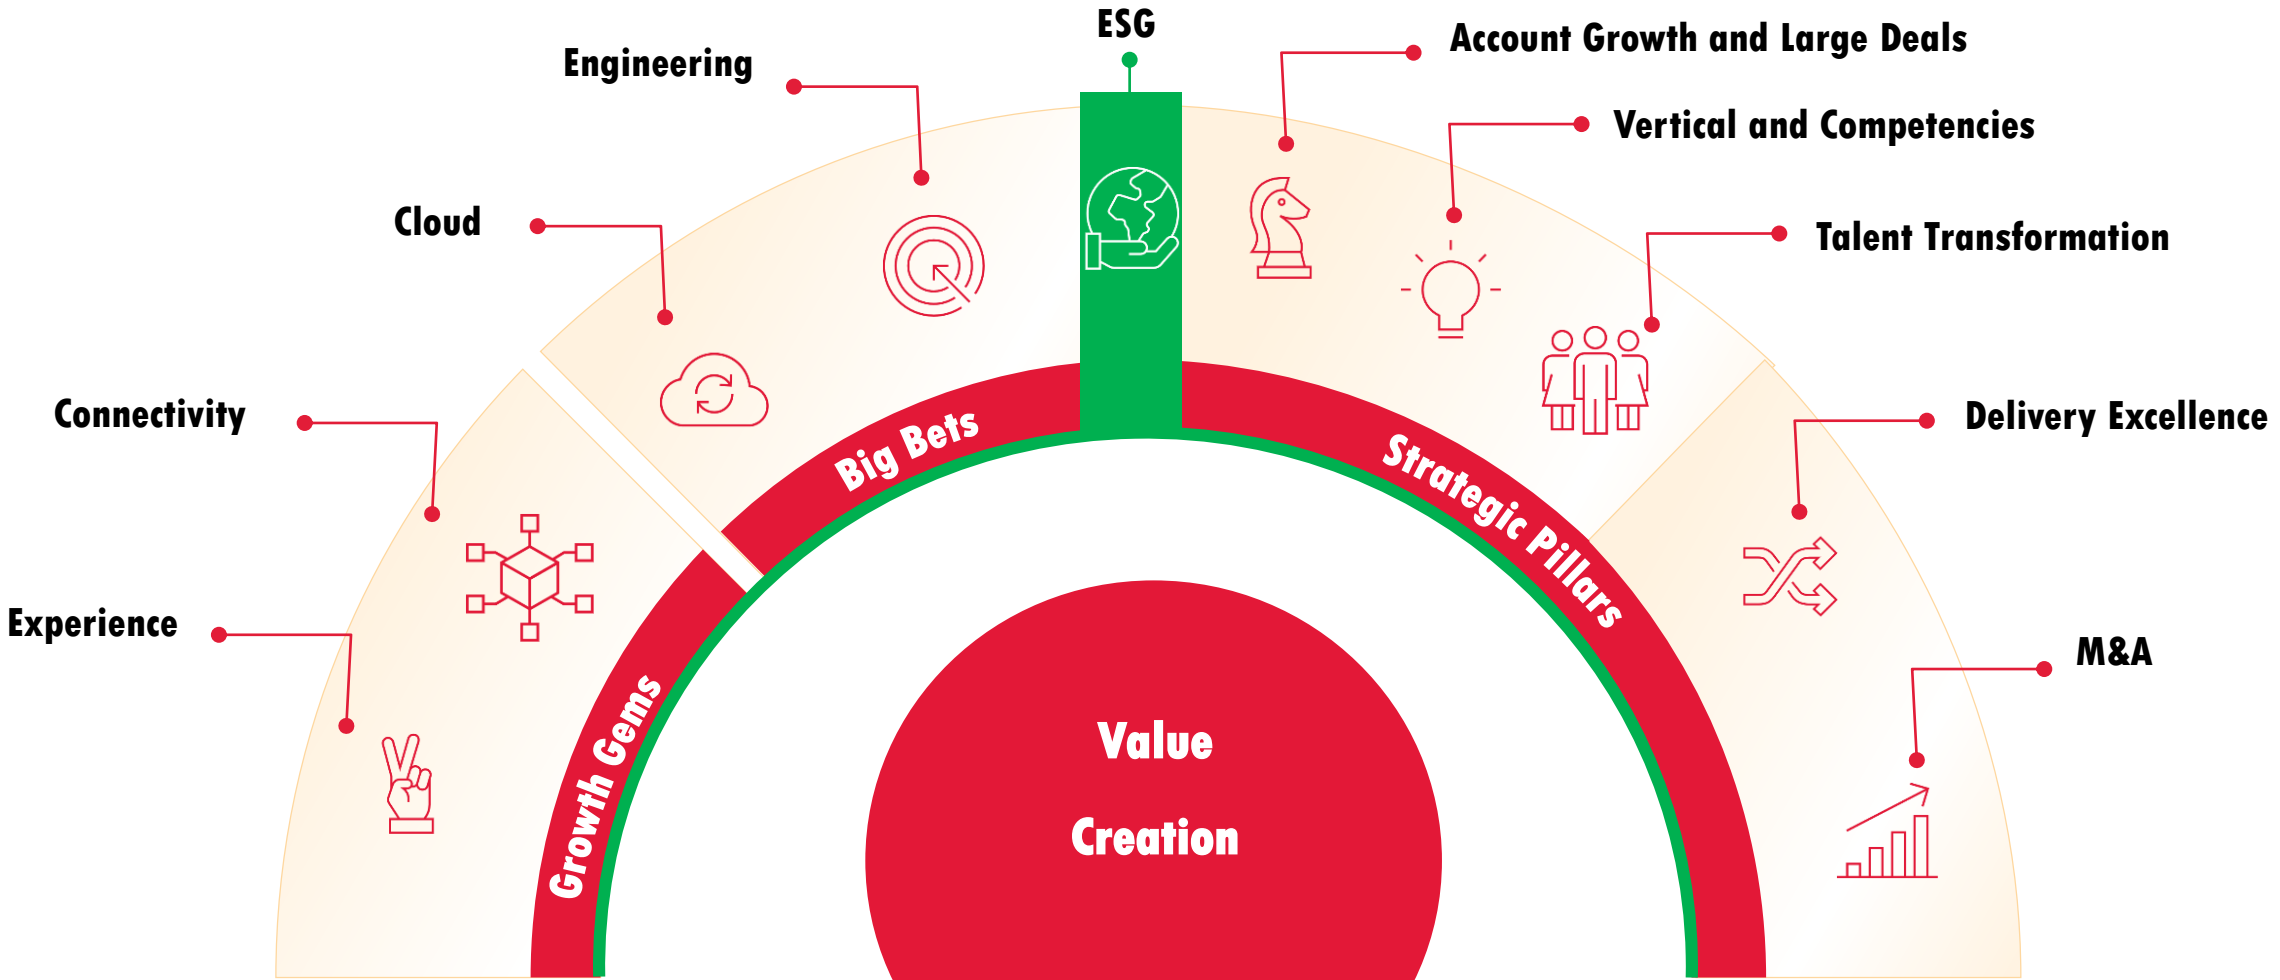 ESG
Engineering
Account Growth and Large Deals
Vertical and Competencies
Cloud
Talent Transformation
Connectivity
Delivery Excellence
Experience
M&A
Big Bets
Strategic Pillars
Growth Gems
Value
Creation